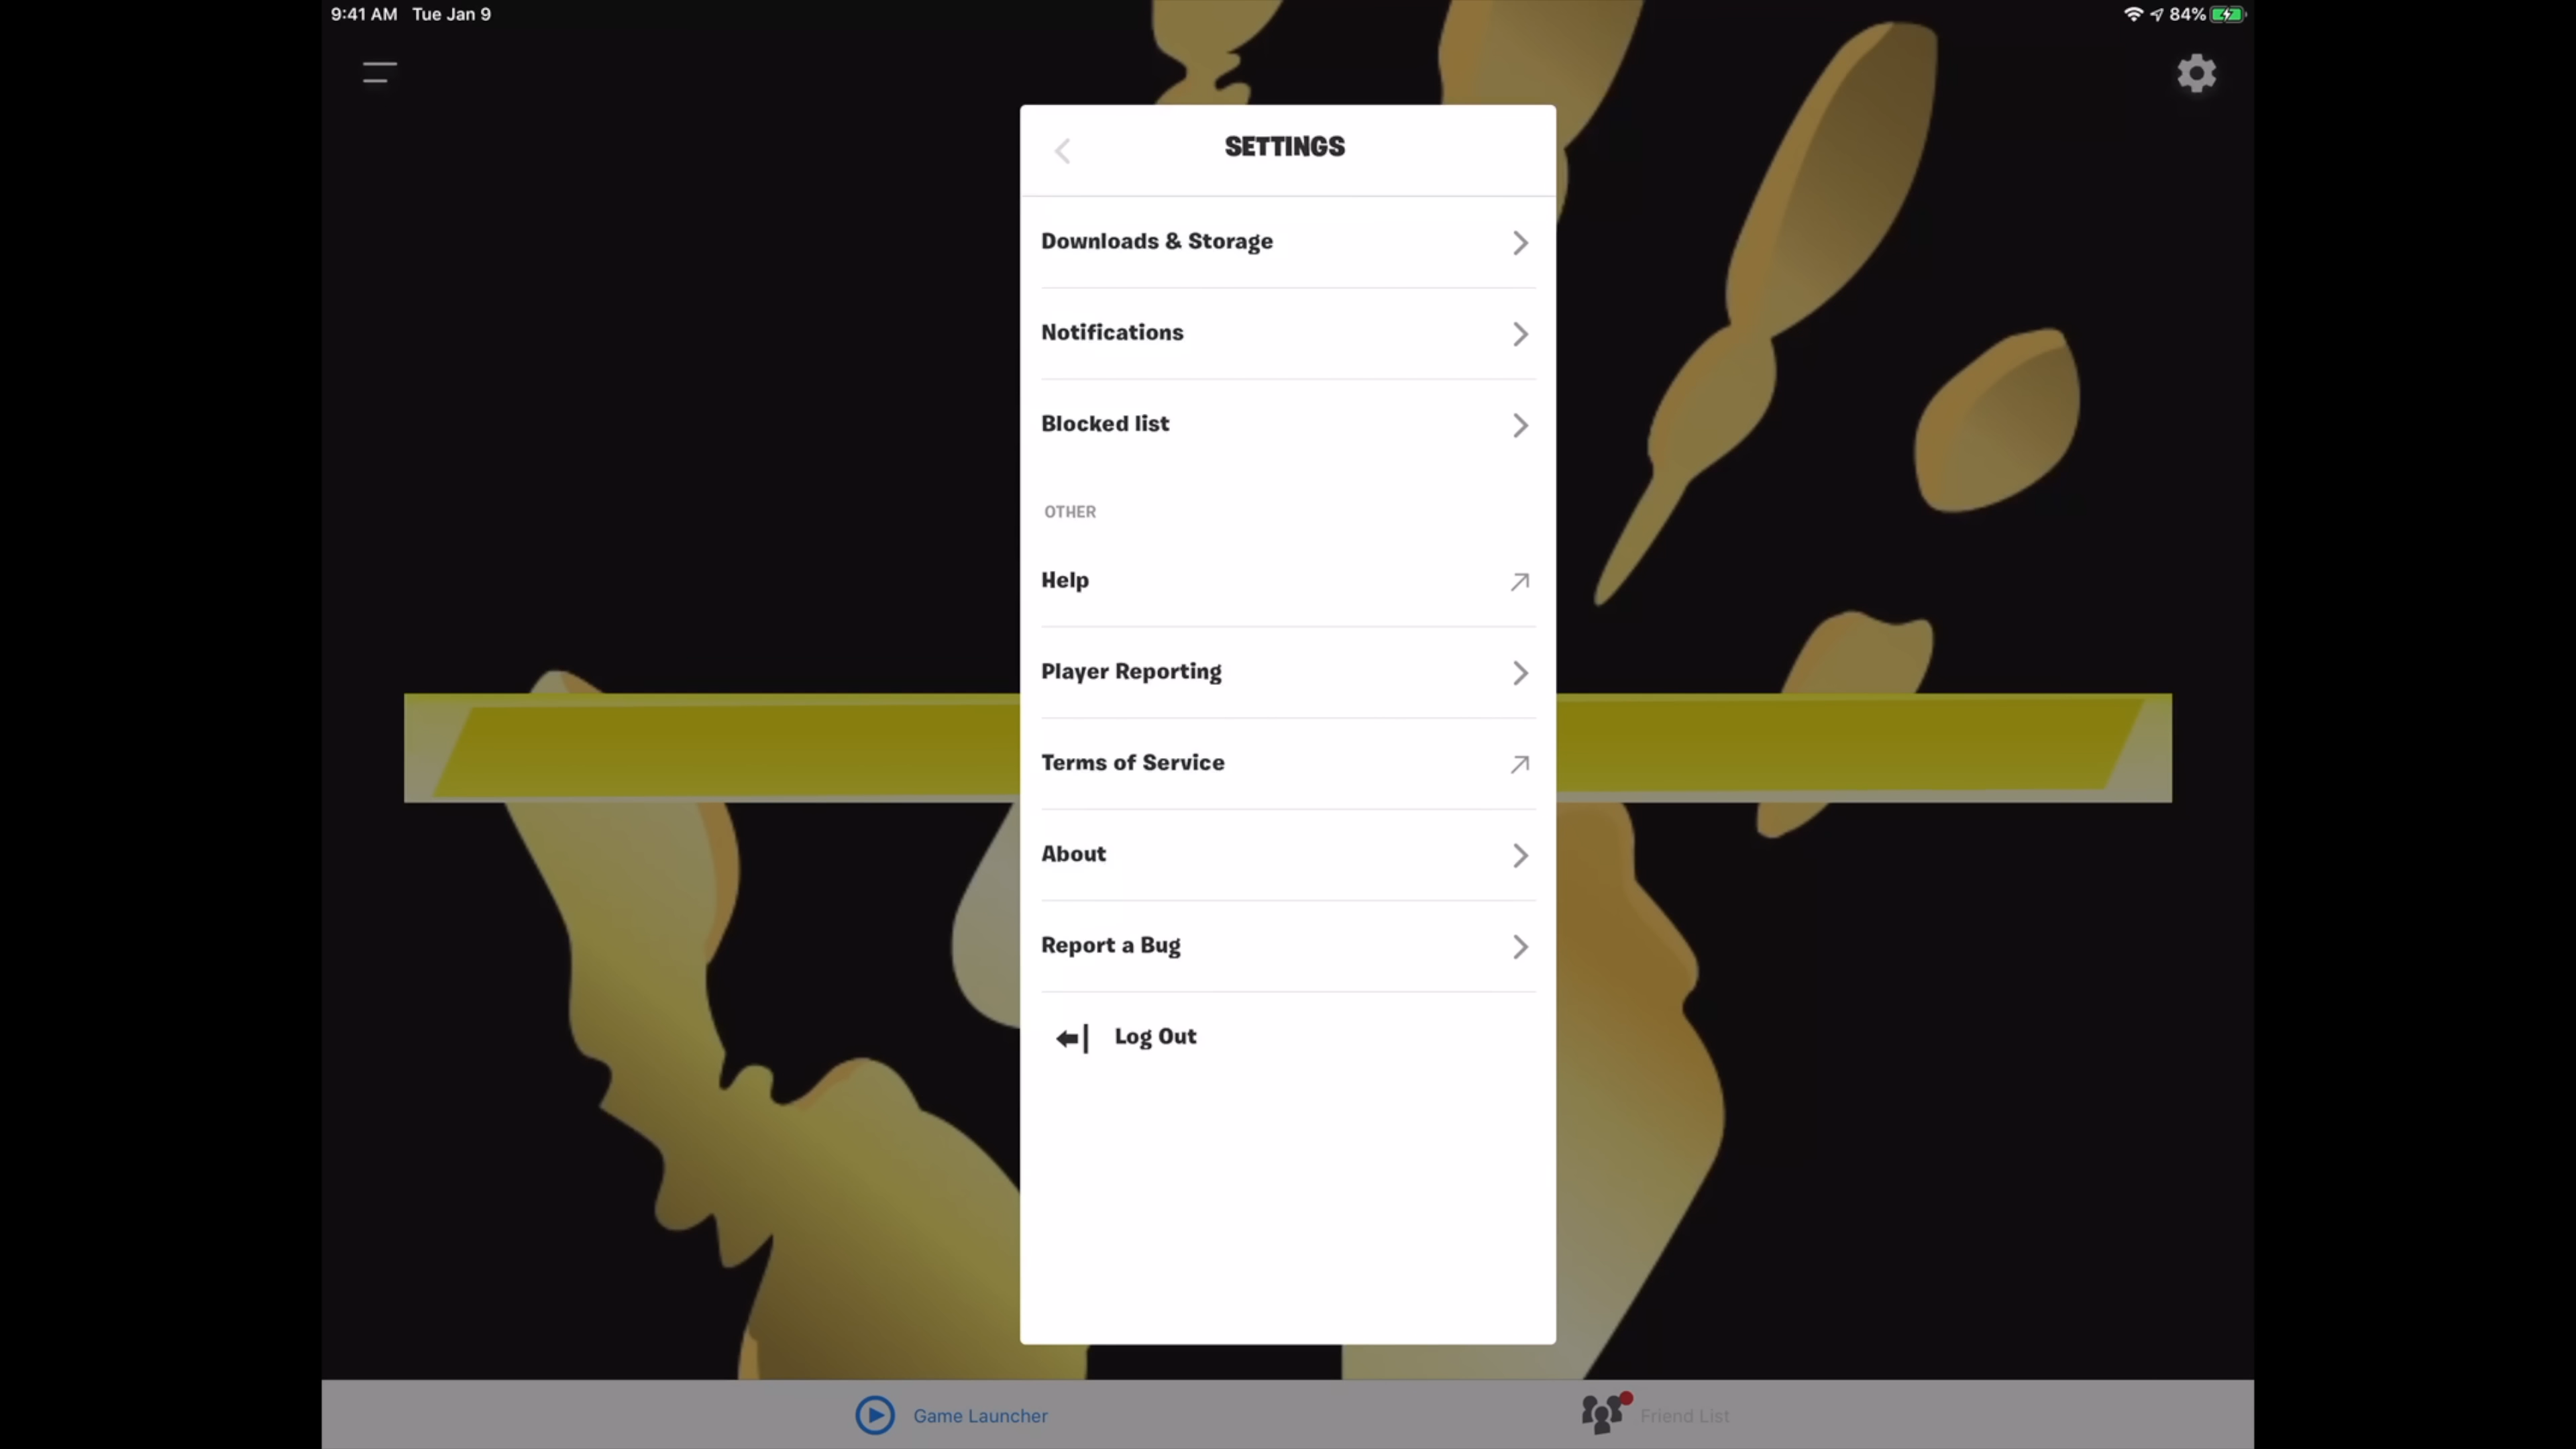 9:41 AM Tue Jan 9
84%
SETTINGS
Downloads & Storage
Notifications
Blocked list
OTHER
Help
Player Reporting
Terms of Service
About
Report a Bug
Log Out
Game Launcher
Friend List